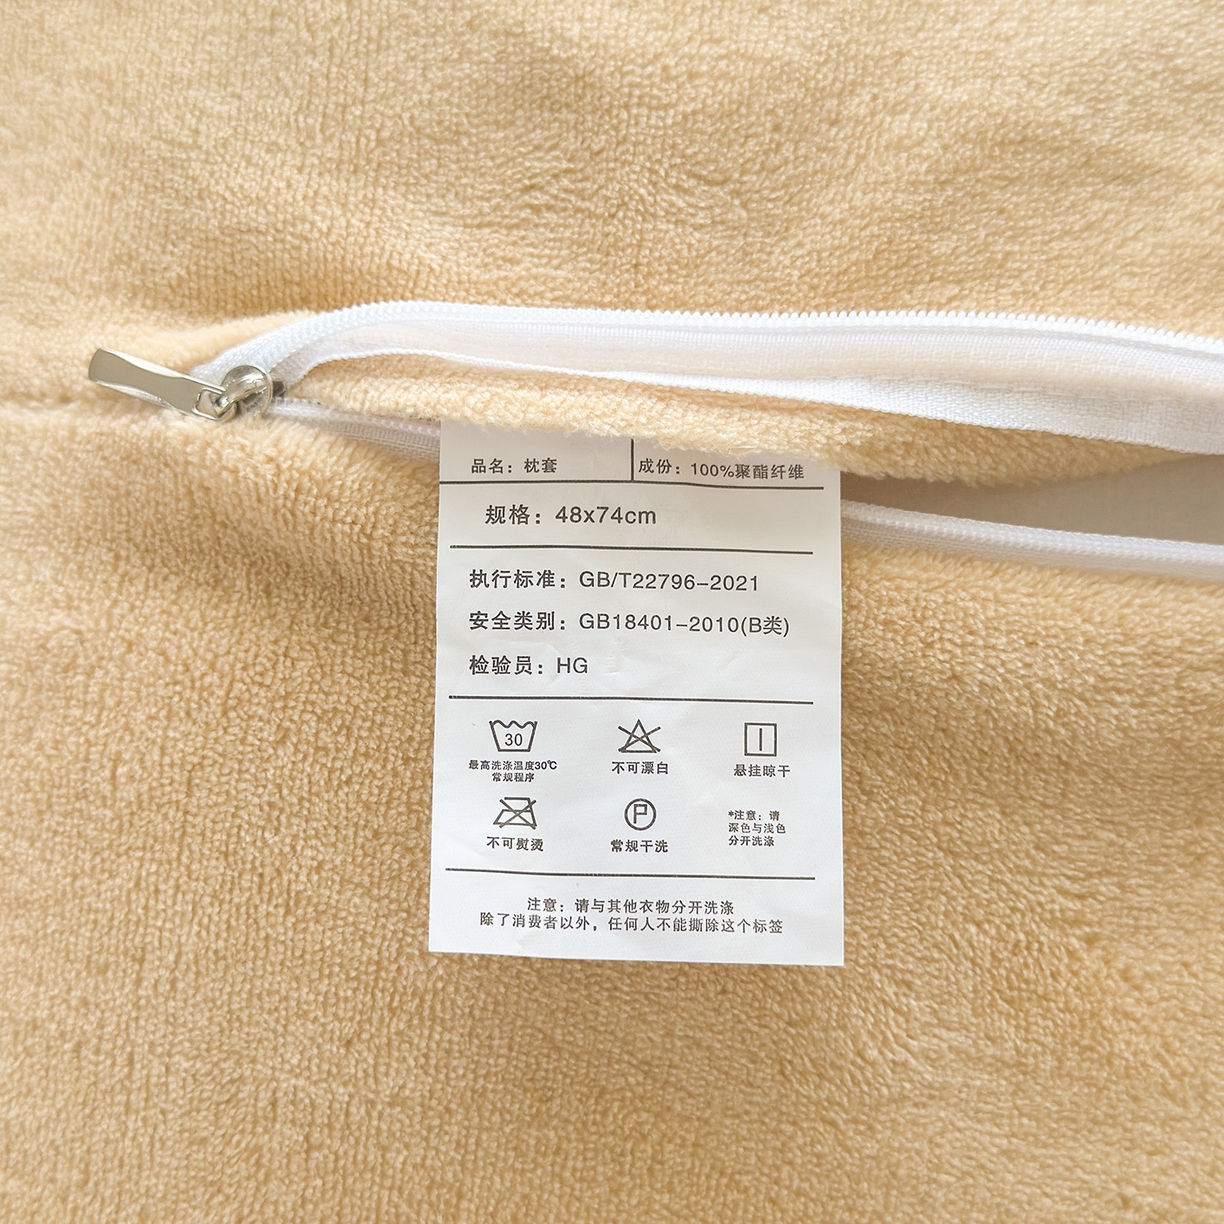 品名：枕套
成份：100%聚酯纤维
规格：48x74cm
执行标准：GB/T22796-2021
安全类别：GB18401-2010(B类)
检验员：HG
30
最高洗涤温度30℃
常规程序
不可漂白
悬挂晾干
不可熨烫
P
常规干洗
*注意：请
深色与浅色
分开洗涤
注意：请与其他衣物分开洗涤
除了消费者以外，任何人不能撕除这个标签